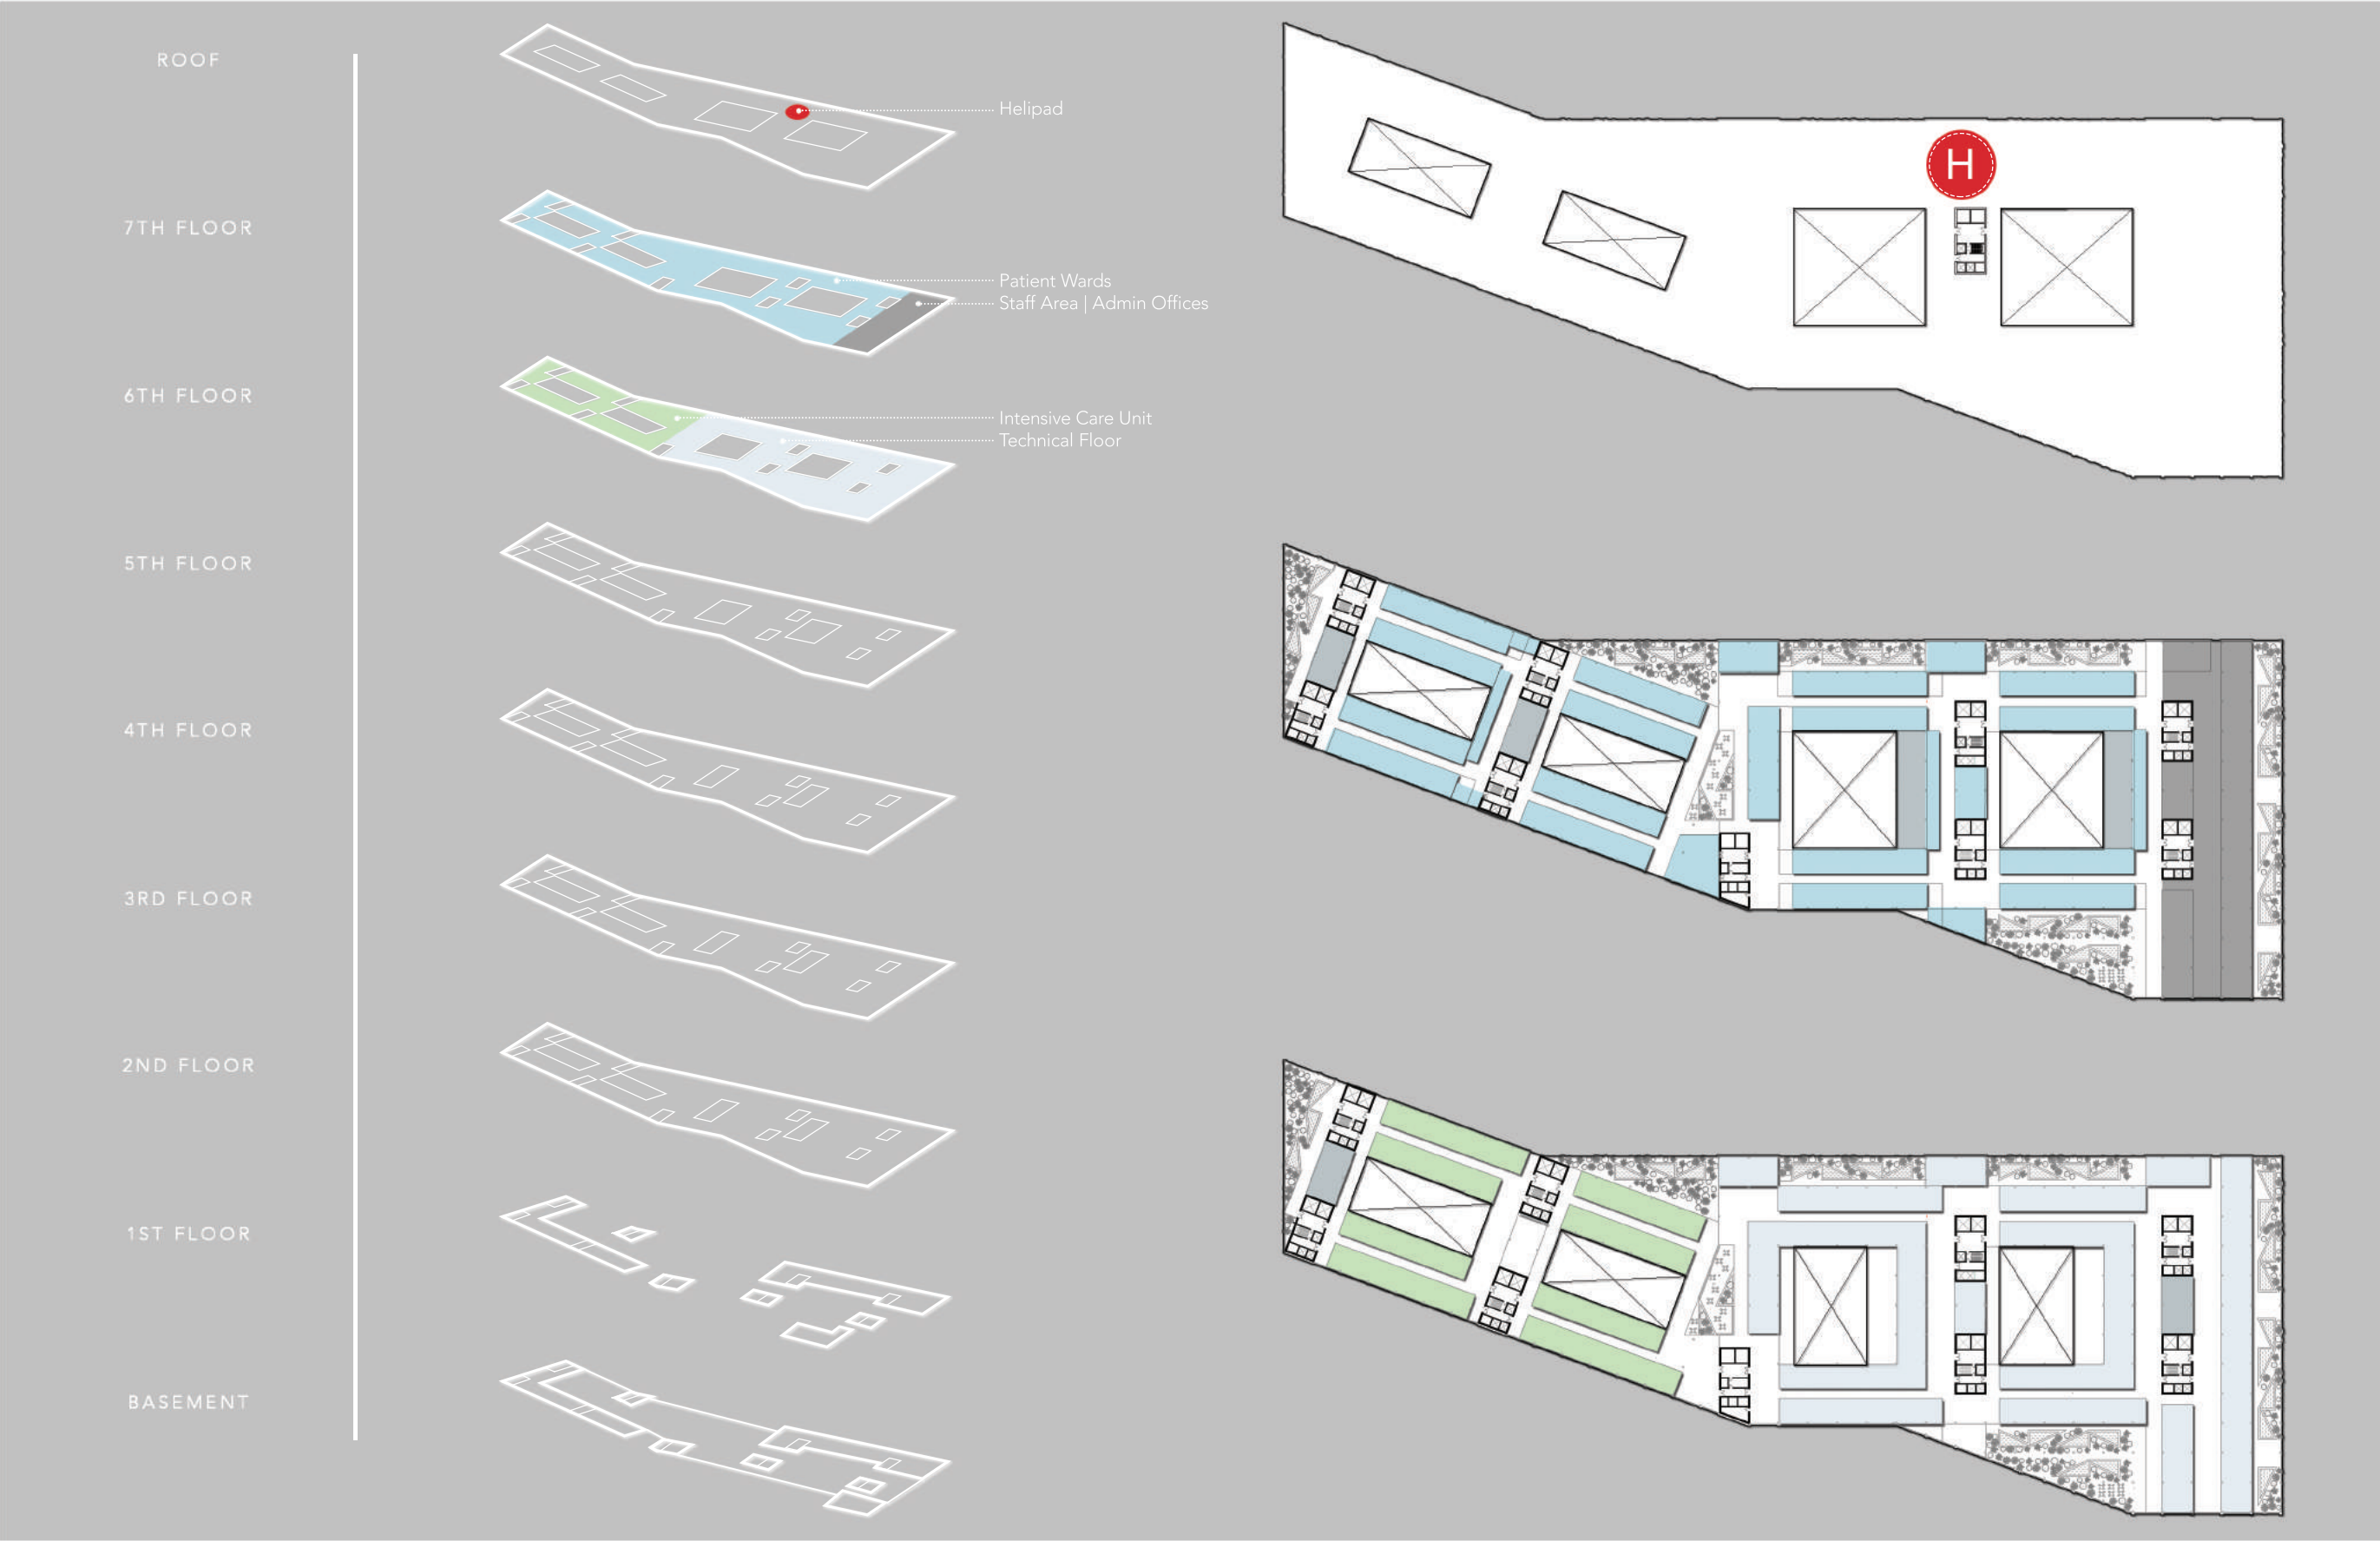 ROOF
Helipad
H
7TH FLOOR
Patient Wards
Staff Area | Admin Offices
6TH FLOOR
Intensive Care Unit
Technical Floor
5TH FLOOR
4TH FLOOR
3RD FLOOR
2ND FLOOR
1ST FLOOR
BASEMENT